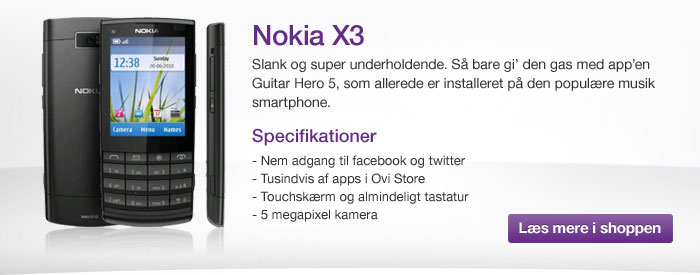 Nokia X3
Slank og super underholdende. Så bare gi' den gas med app'en
Guitar Hero 5, som allerede er installeret på den populære musik
smartphone.
Specifikationer
- Nem adgang til facebook og twitter
- Tusindvis af apps i Ovi Store
- Touchskærm og almindeligt tastatur
- 5 megapixel kamera
Læs mere i shoppen
NOKIA
NOKIA
12:38
Sunday
20-06-2010
Camera Menu Names